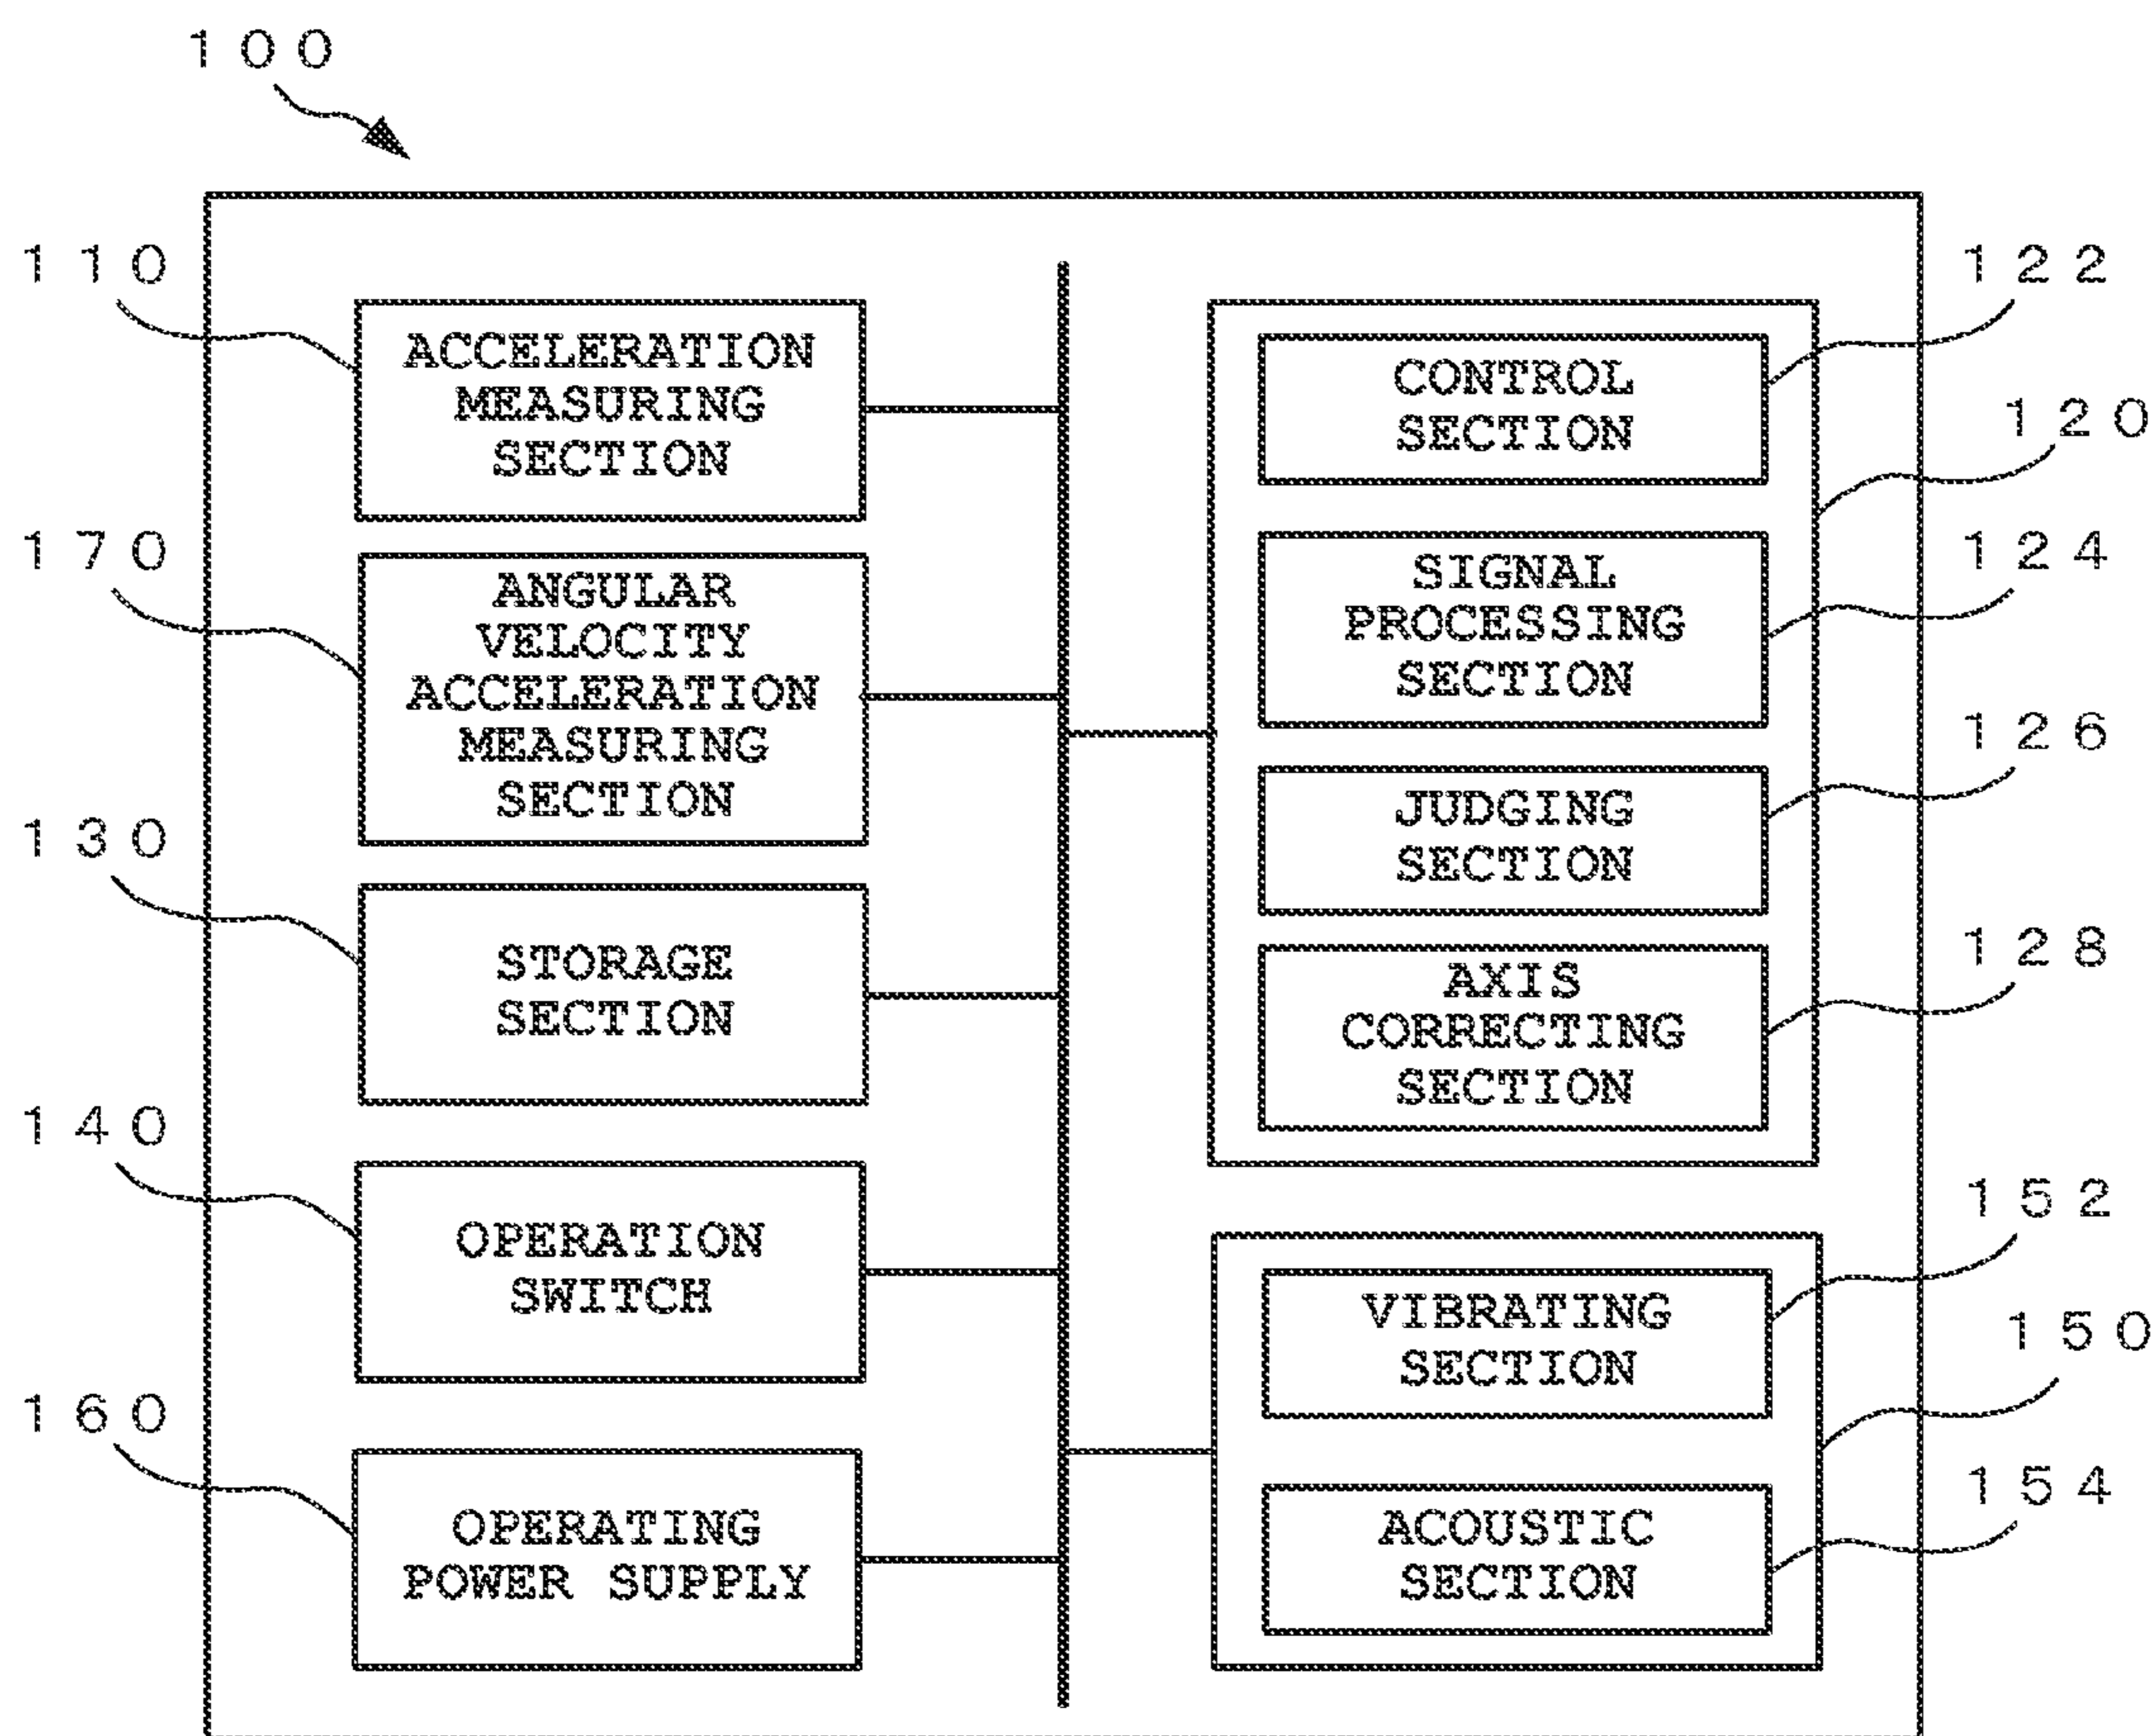 100
110
ACCELERATION
MEASURING
SECTION
170
ANGULAR
VELOCITY
ACCELERATION
MEASURING
SECTION
130
STORAGE
SECTION
140
OPERATION
SWITCH
160
OPERATING
POWER SUPPLY
122
CONTROL
SECTION
120
124
SIGNAL
PROCESSING
SECTION
126
JUDGING
SECTION
128
AXIS
CORRECTING
SECTION
152
VIBRATING
SECTION
150
154
ACOUSTIC
SECTION